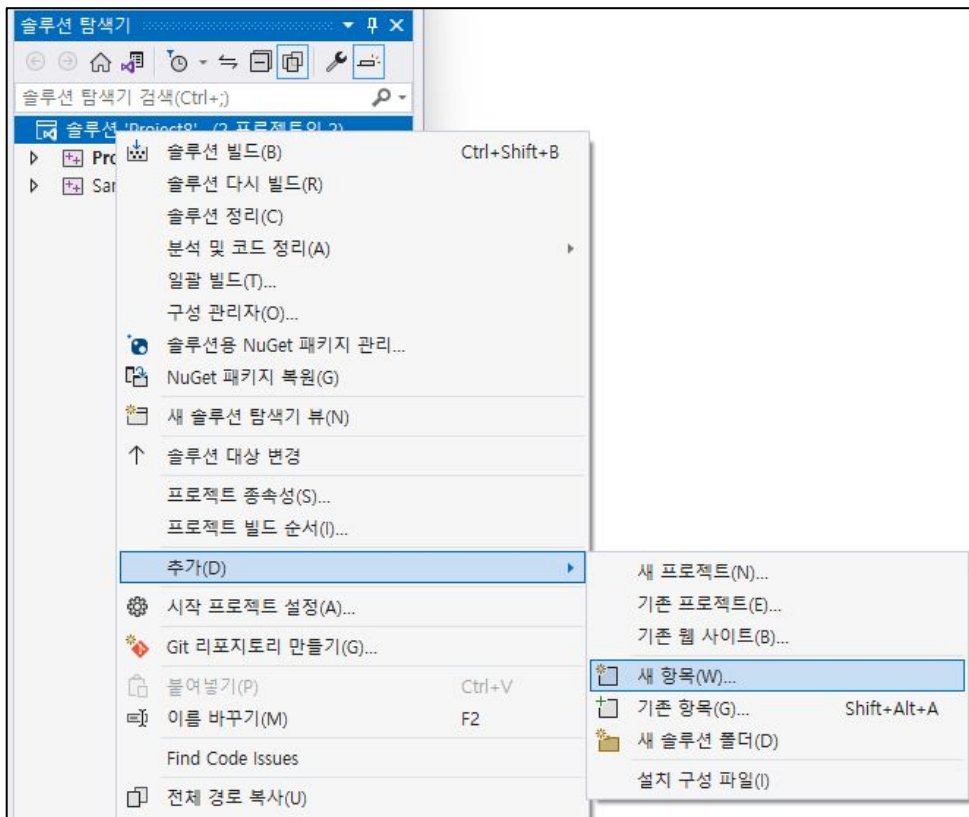 솔루션 탐색기
솔루션 탐색기 검색(Ctrl+;)
솔루션
솔루션 빌드(B) Ctrl+Shift+B
솔루션 다시 빌드(R)
솔루션 정리(C)
분석 및 코드 정리(A)
일괄 빌드(T)...
구성 관리자(O)...
솔루션용 NuGet 패키지 관리...
NuGet 패키지 복원(G)
새 솔루션 탐색기 뷰(N)
솔루션 대상 변경
프로젝트 종속성(S)...
프로젝트 빌드 순서(I)...
추가(D)
시작 프로젝트 설정(A)...
Git 리포지토리 만들기(G)...
붙여넣기(P) Ctrl+V
이름 바꾸기(M) F2
Find Code Issues
전체 경로 복사(U)
새 프로젝트(N)...
기존 프로젝트(E)...
기존 웹 사이트(B)...
새 항목(W)...
기존 항목(G)... Shift+Alt+A
새 솔루션 폴더(D)
설치 구성 파일(I)